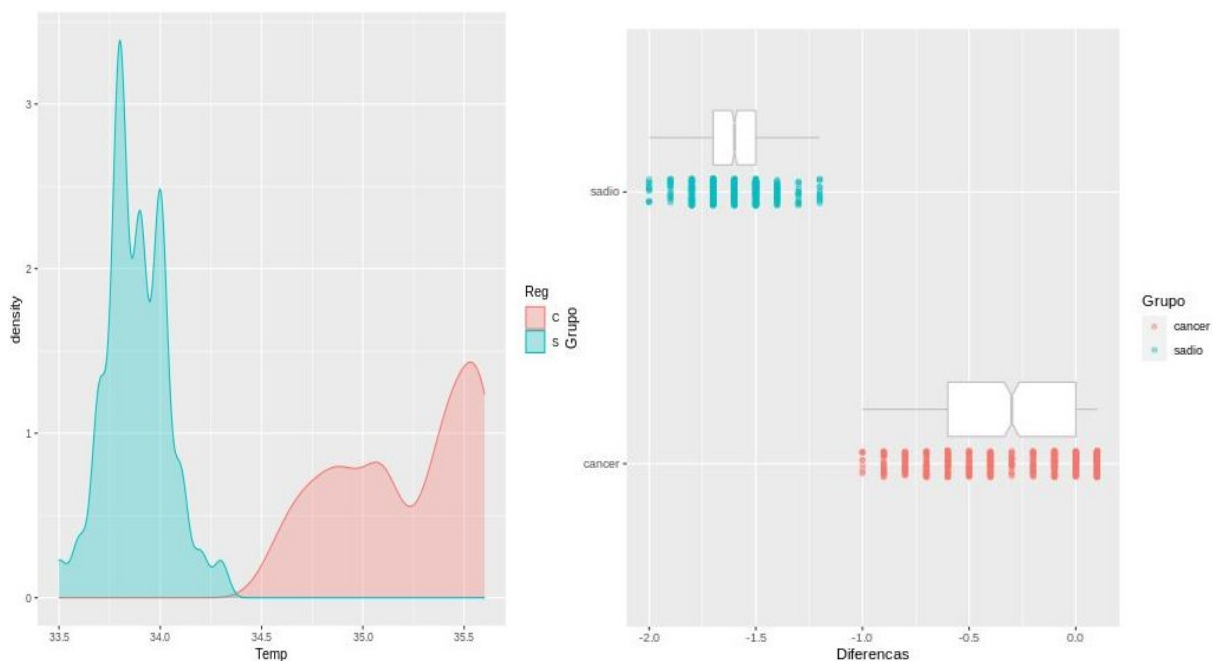 density
3
2
1
0
33.5 34.0 34.5 35.0 35.5
Temp
Reg
C
S
Grupo
sadio
cancer
-2.0 -1.5 -1.0 -0.5 0.0
Diferencas
Grupo
cancer
sadio